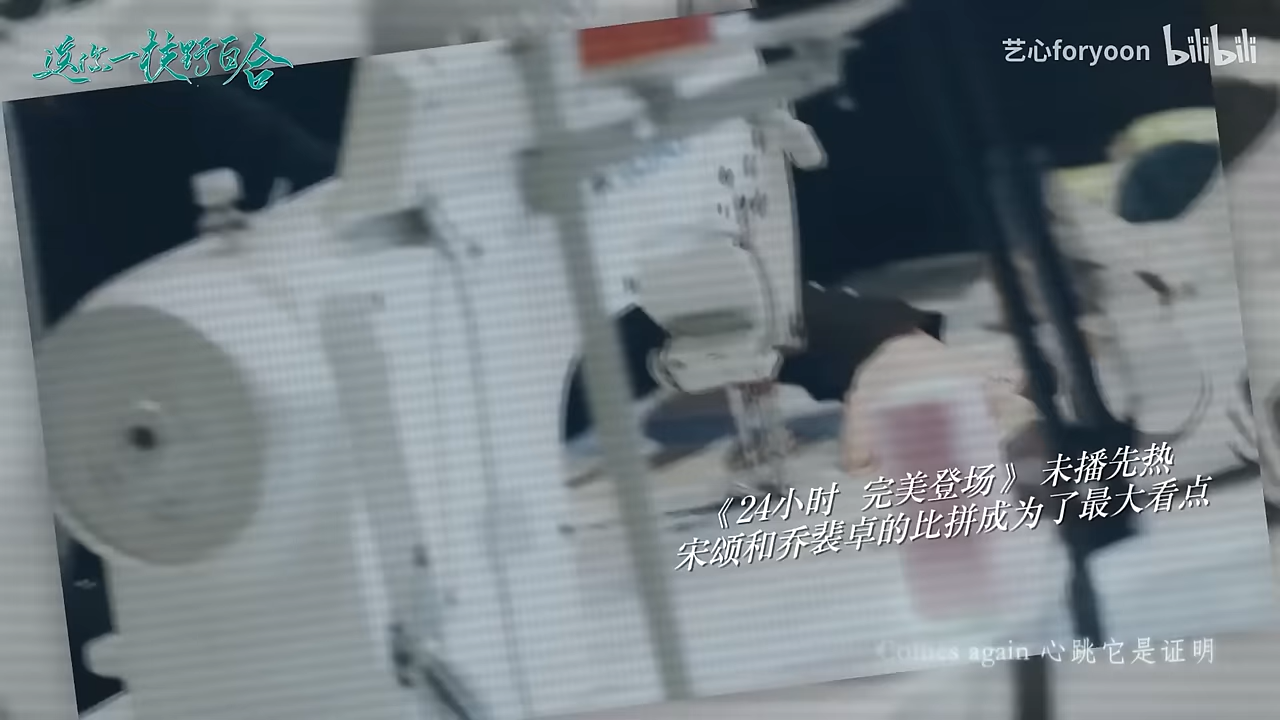 送你一枝野百合
艺心foryoon bilibili
《24小时 完美登场》 未播先热
宋颂和乔裴卓的比拼成为了最大看点
Comes again 心跳它是证明